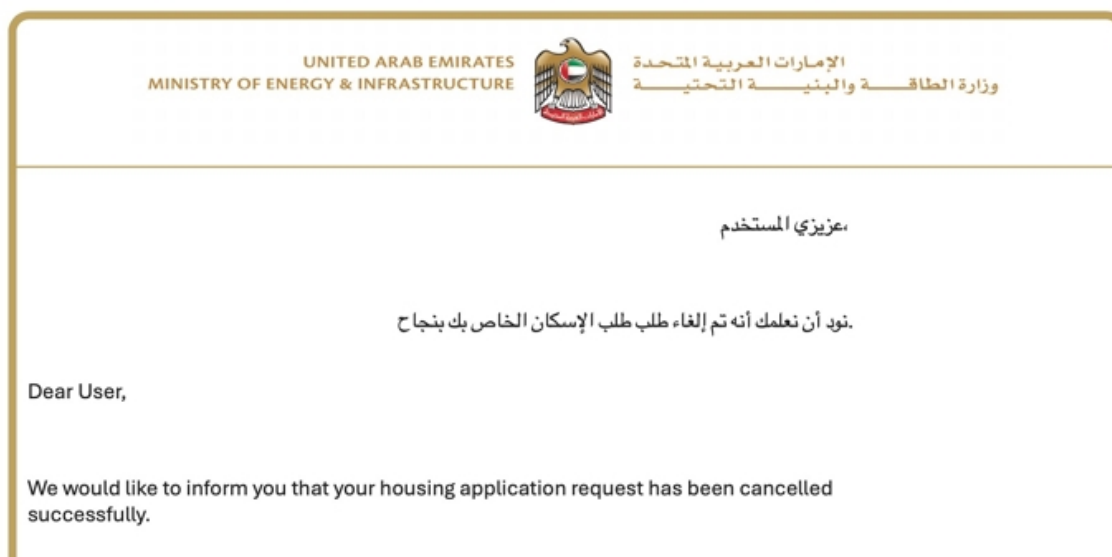 UNITED ARAB EMIRATES
MINISTRY OF ENERGY & INFRASTRUCTURE
الإمارات العربية المتحدة
وزارة الطاقة والبنية التحتية
عزيزي المستخدم،
نود أن نعلمك أنه تم إلغاء طلب طلب الإسكان الخاص بك بنجاح.
Dear User,
We would like to inform you that your housing application request has been cancelled
successfully.